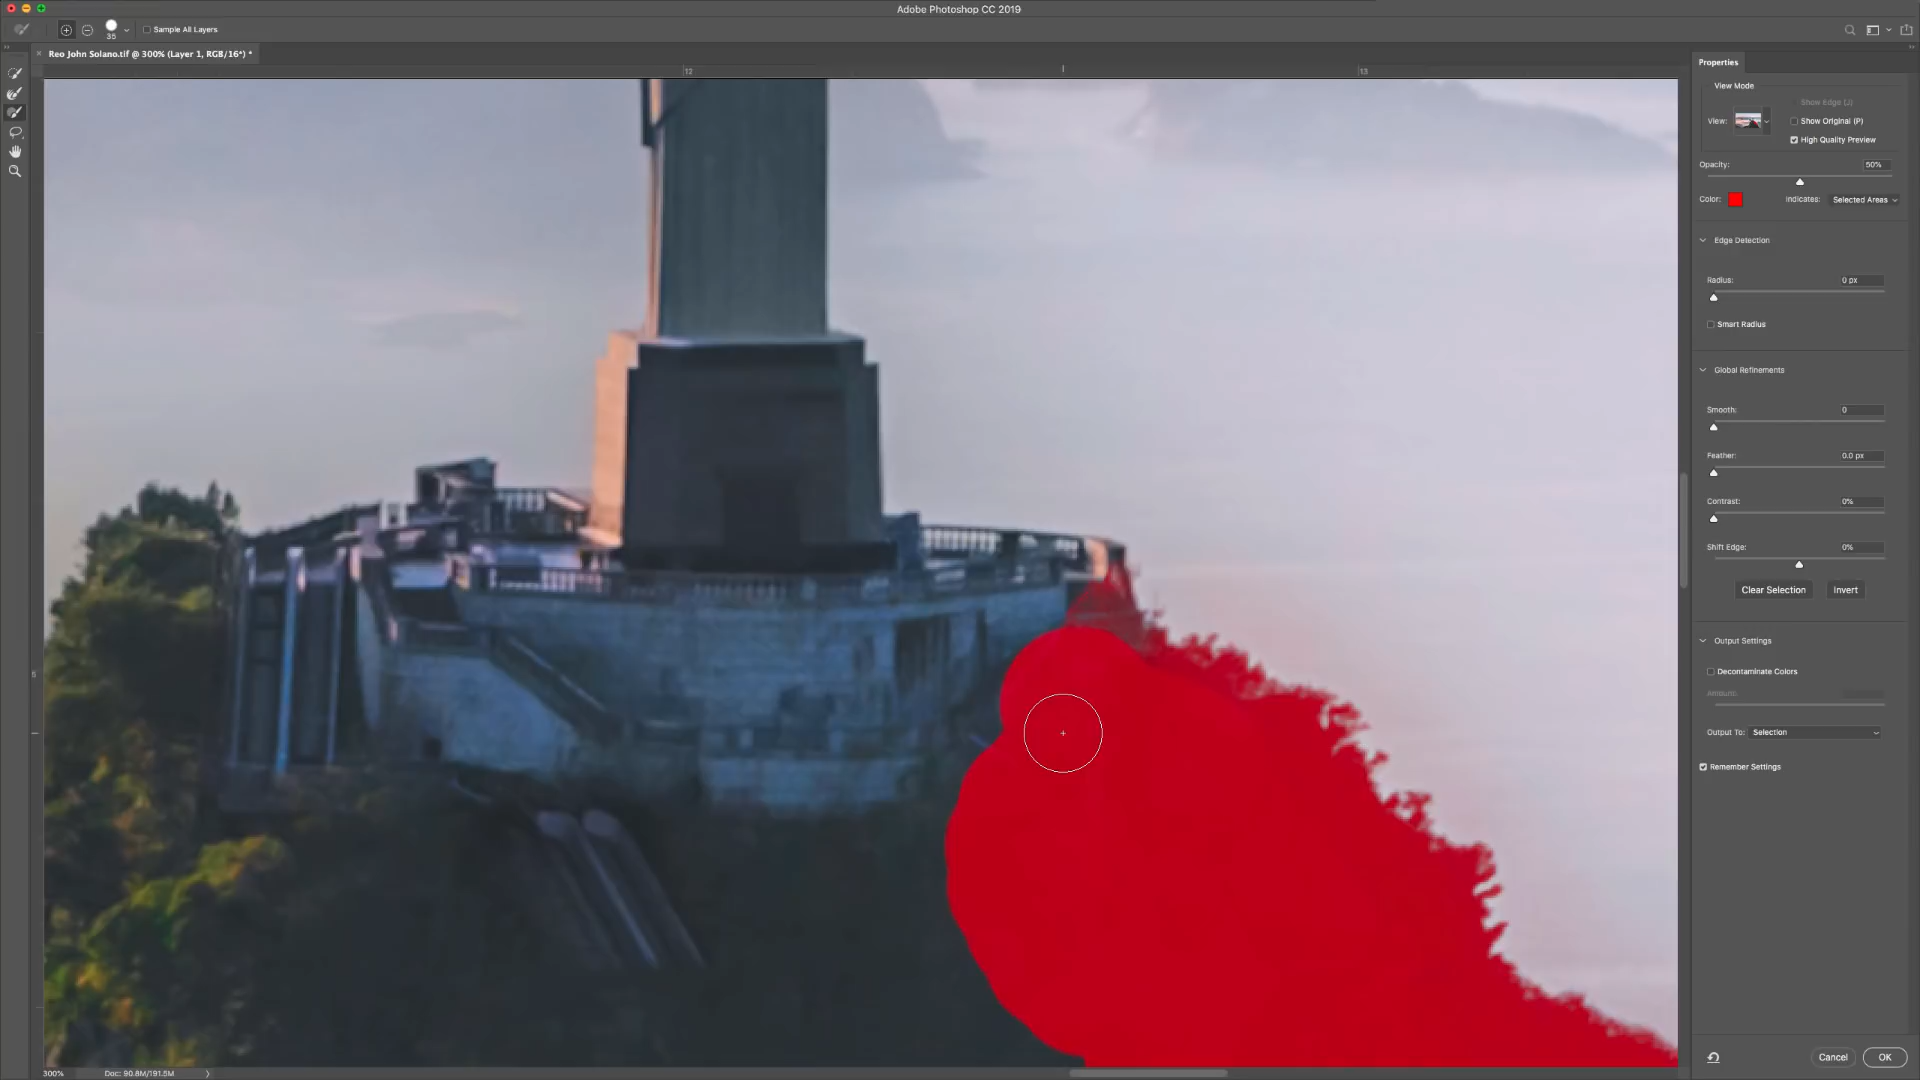 Adobe Photoshop CC 2019
35
Sample All Layers
Reo John Solano.tif @ 300% (Layer 1, RGB/16*) *
12
13
5
Properties
View Mode
Show Edge (J)
View:
Show Original (P)
High Quality Preview
Opacity:
50%
Color:
Indicates:
Selected Areas
Edge Detection
Radius:
0 px
Smart Radius
Global Refinements
Smooth:
0
Feather:
0.0 px
Contrast:
0%
Shift Edge:
0%
Clear Selection
Invert
Output Settings
Decontaminate Colors
Amount:
Output To:
Selection
Remember Settings
Cancel
OK
300%
Doc: 90.8M/191.5M